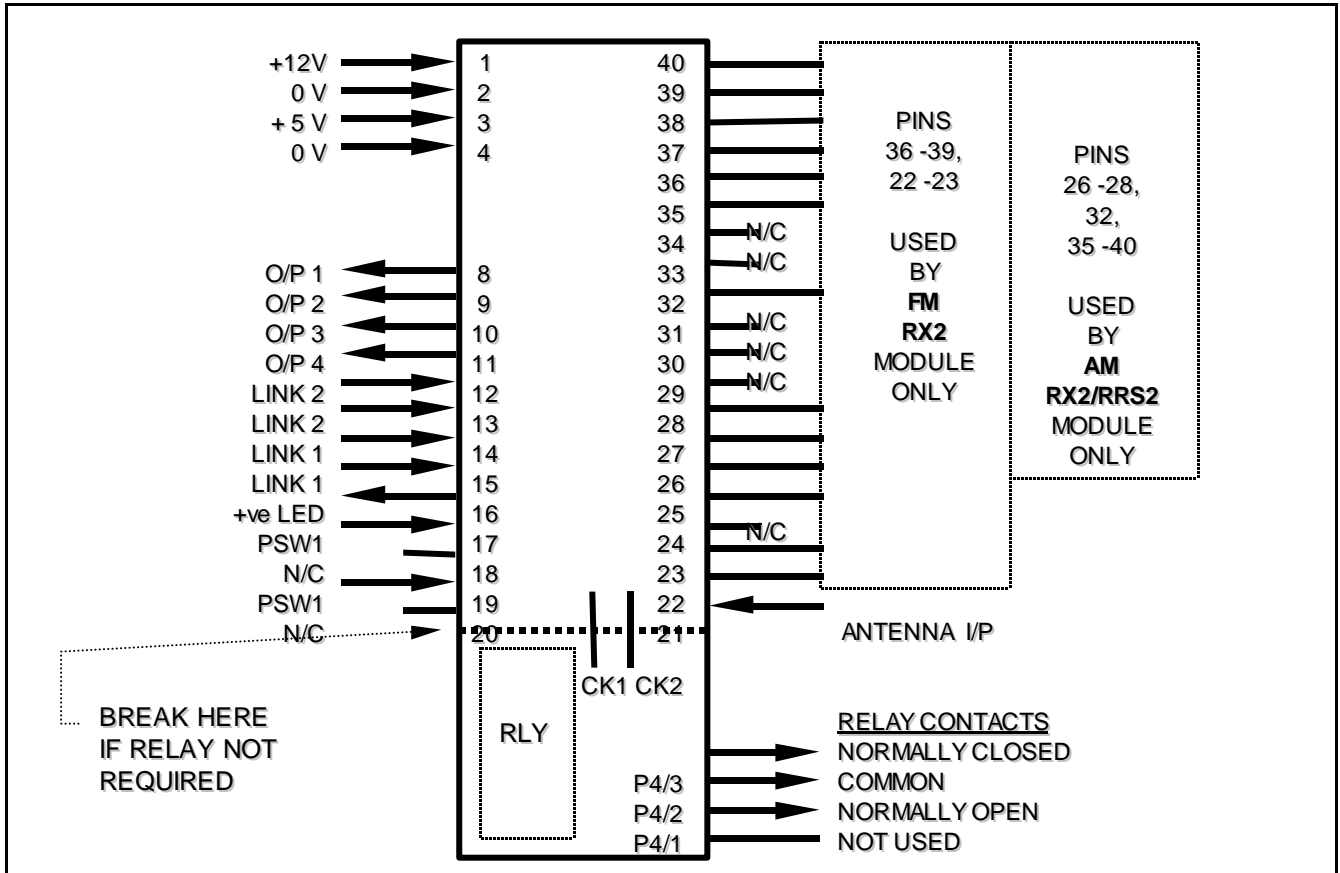 +12V 1 40
0 V 2 39
+ 5 V 3 38
0 V 4 37
36
35
N/C
34
N/C
O/P 1 8 33
O/P 2 9 32
O/P 3 10 31 N/C
O/P 4 11 30 N/C
LINK 2 12 29 N/C
LINK 2 13 28
LINK 1 14 27
LINK 1 15 26
+ve LED 16 25
N/C
PSW1 17 24
N/C 18 23
PSW1 19 22
N/C 20 21
ANTENNA I/P
PINS
36 -39,
22 -23
USED
BY
FM
RX2
MODULE
ONLY
PINS
26 -28,
32,
35 -40
USED
BY
AM
RX2/RRS2
MODULE
ONLY
CK1 CK2
RLY
BREAK HERE
IF RELAY NOT
REQUIRED
P4/3
P4/2
P4/1
RELAY CONTACTS
NORMALLY CLOSED
COMMON
NORMALLY OPEN
NOT USED